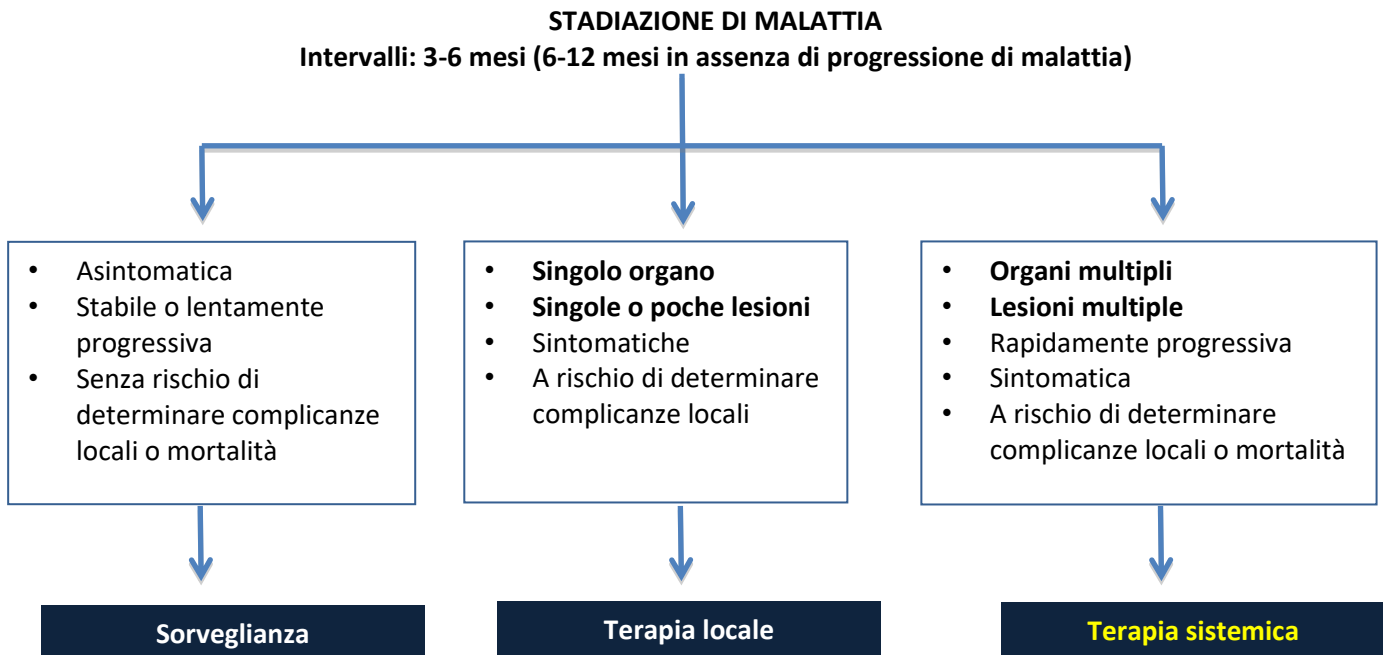 STADIAZIONE DI MALATTIA
Intervalli: 3-6 mesi (6-12 mesi in assenza di progressione di malattia)
• Asintomatica
• Stabile o lentamente
progressiva
• Senza rischio di
determinare complicanze
locali o mortalità
• Singolo organo
• Singole o poche lesioni
• Sintomatiche
• A rischio di determinare
complicanze locali
• Organi multipli
• Lesioni multiple
• Rapidamente progressiva
• Sintomatica
• A rischio di determinare
complicanze locali o mortalità
Sorveglianza
Terapia locale
Terapia sistemica